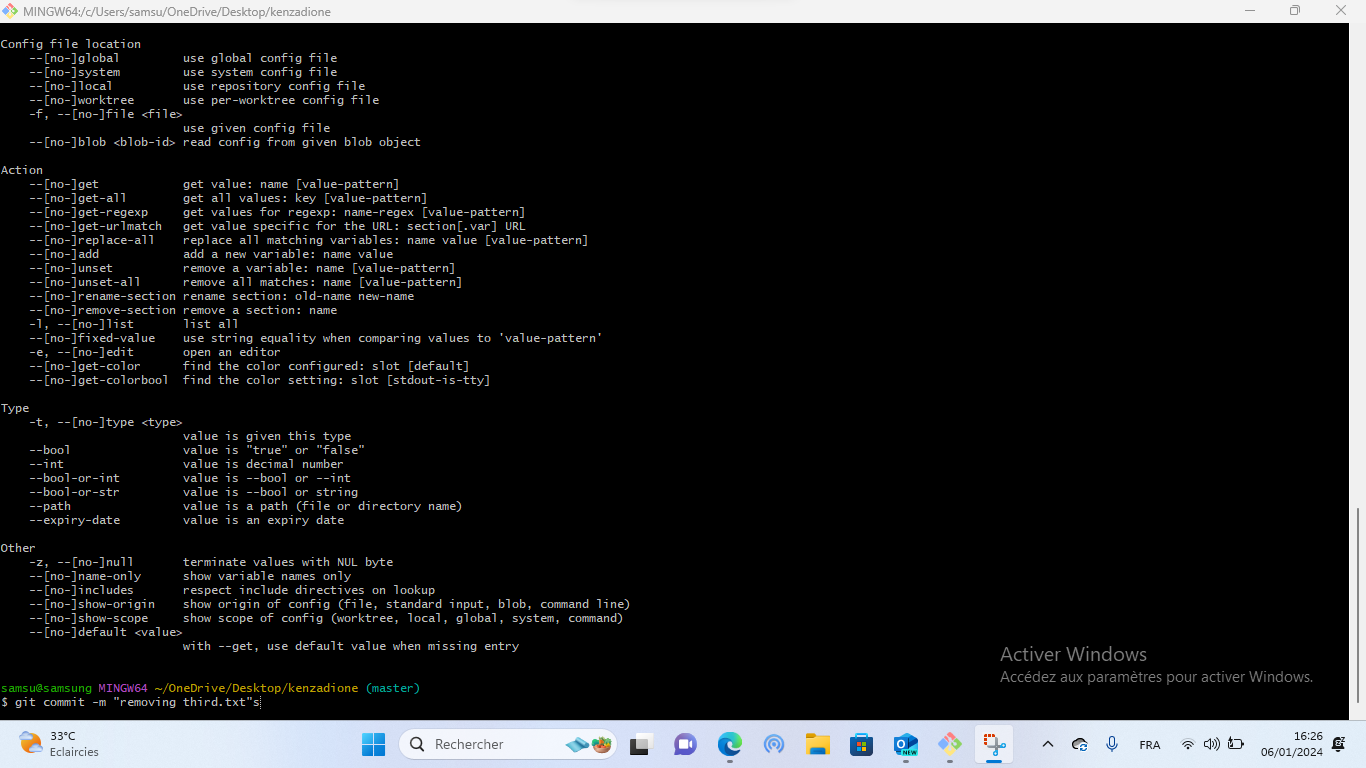 MINGW64:/c/Users/samsu/OneDrive/Desktop/kenzadione
Config file location
--[no-]global use global config file
--[no-]system use system config file
--[no-]local use repository config file
--[no-]worktree use per-worktree config file
-f, --[no-]file <file>
use given config file
--[no-]blob <blob-id> read config from given blob object
Action
--[no-]get get value: name [value-pattern]
--[no-]get-all get all values: key [value-pattern]
--[no-]get-regexp get values for regexp: name-regex [value-pattern]
--[no-]get-urlmatch get value specific for the URL: section[.var] URL
--[no-]replace-all replace all matching variables: name value [value-pattern]
--[no-]add add a new variable: name value
--[no-]unset remove a variable: name [value-pattern]
--[no-]unset-all remove all matches: name [value-pattern]
--[no-]rename-section rename section: old-name new-name
--[no-]remove-section remove a section: name
-l, --[no-]list list all
--[no-]fixed-value use string equality when comparing values to 'value-pattern'
-e, --[no-]edit open an editor
--[no-]get-color find the color configured: slot [default]
--[no-]get-colorbool find the color setting: slot [stdout-is-tty]
Type
-t, --[no-]type <type>
value is given this type
--bool value is "true" or "false"
--int value is decimal number
--bool-or-int value is --bool or --int
--bool-or-str value is --bool or string
--path value is a path (file or directory name)
--expiry-date value is an expiry date
Other
-z, --[no-]null terminate values with NUL byte
--[no-]name-only show variable names only
--[no-]includes respect include directives on lookup
--[no-]show-origin show origin of config (file, standard input, blob, command line)
--[no-]show-scope show scope of config (worktree, local, global, system, command)
--[no-]default <value>
with --get, use default value when missing entry
Activer Windows
Accédez aux paramètres pour activer Windows.
samsu@samsung MINGW64 ~/OneDrive/Desktop/kenzadione (master)
$ git commit -m "removing third.txt"s
33°C
Eclaircies
Rechercher
NEW
FRA
16:26
06/01/2024